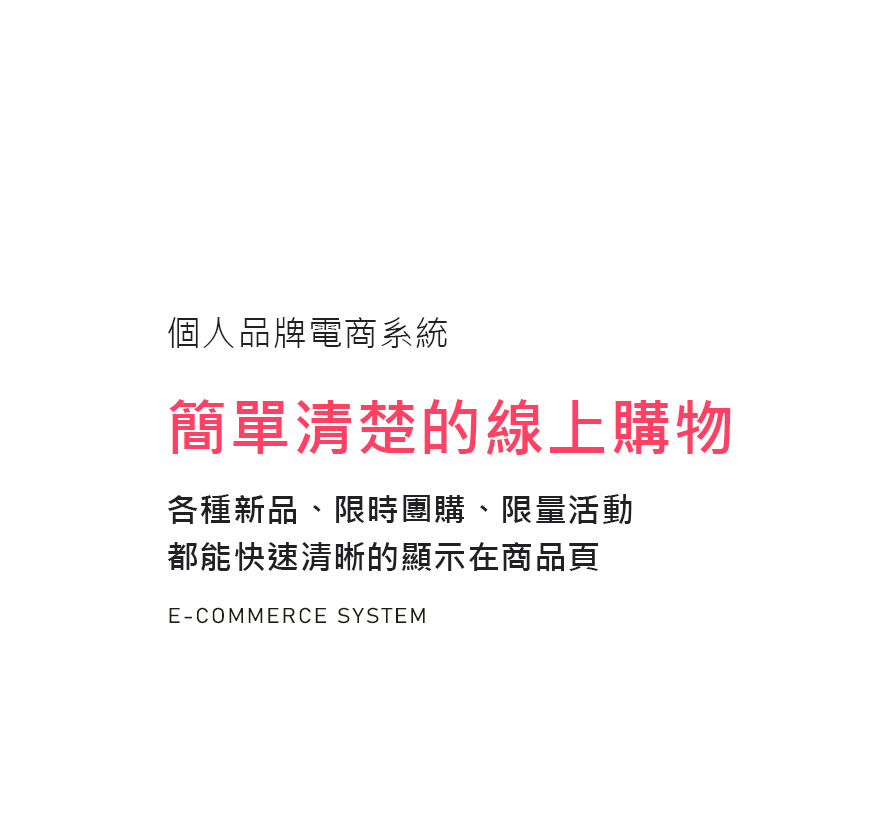 個人品牌電商系統
簡單清楚的線上購物
各種新品、限時團購、限量活動
都能快速清晰的顯示在商品頁
E-COMMERCE SYSTEM